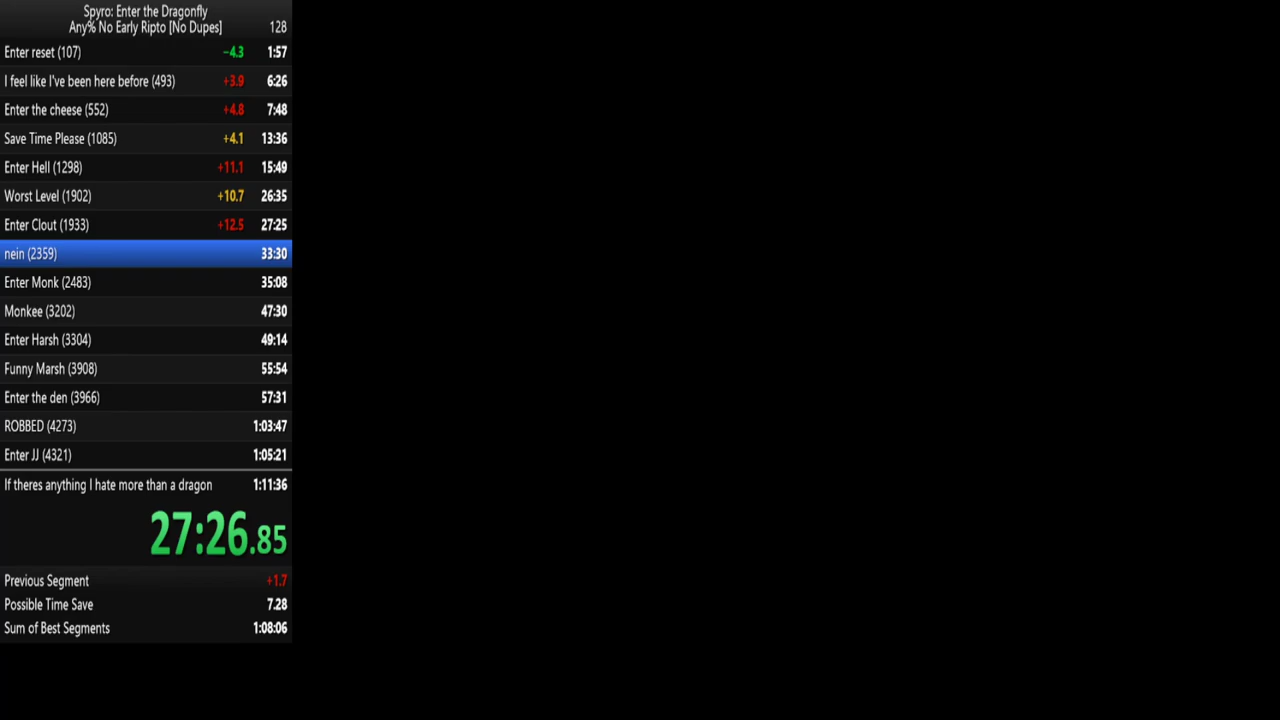 Spyro: Enter the Dragonfly
Any% No Early Ripto [No Dupes] 128
Enter reset (107) −4.3 1:57
I feel like I've been here before (493) +3.9 6:26
Enter the cheese (552) +4.8 7:48
Save Time Please (1085) +4.1 13:36
Enter Hell (1298) +11.1 15:49
Worst Level (1902) +10.7 26:35
Enter Clout (1933) +12.5 27:25
nein (2359) 33:30
Enter Monk (2483) 35:08
Monkee (3202) 47:30
Enter Harsh (3304) 49:14
Funny Marsh (3908) 55:54
Enter the den (3966) 57:31
ROBBED (4273) 1:03:47
Enter JJ (4321) 1:05:21
If theres anything I hate more than a dragon 1:11:36
27:26.85
Previous Segment +1.7
Possible Time Save 7.28
Sum of Best Segments 1:08:06